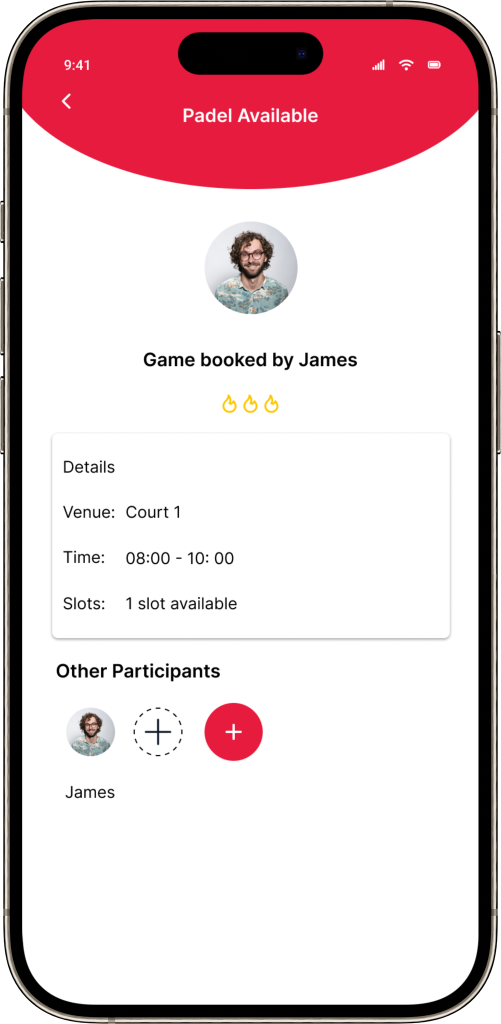 9:41
Padel Available
Game booked by James
Details
Venue: Court 1
Time: 08:00 - 10: 00
Slots: 1 slot available
Other Participants
James